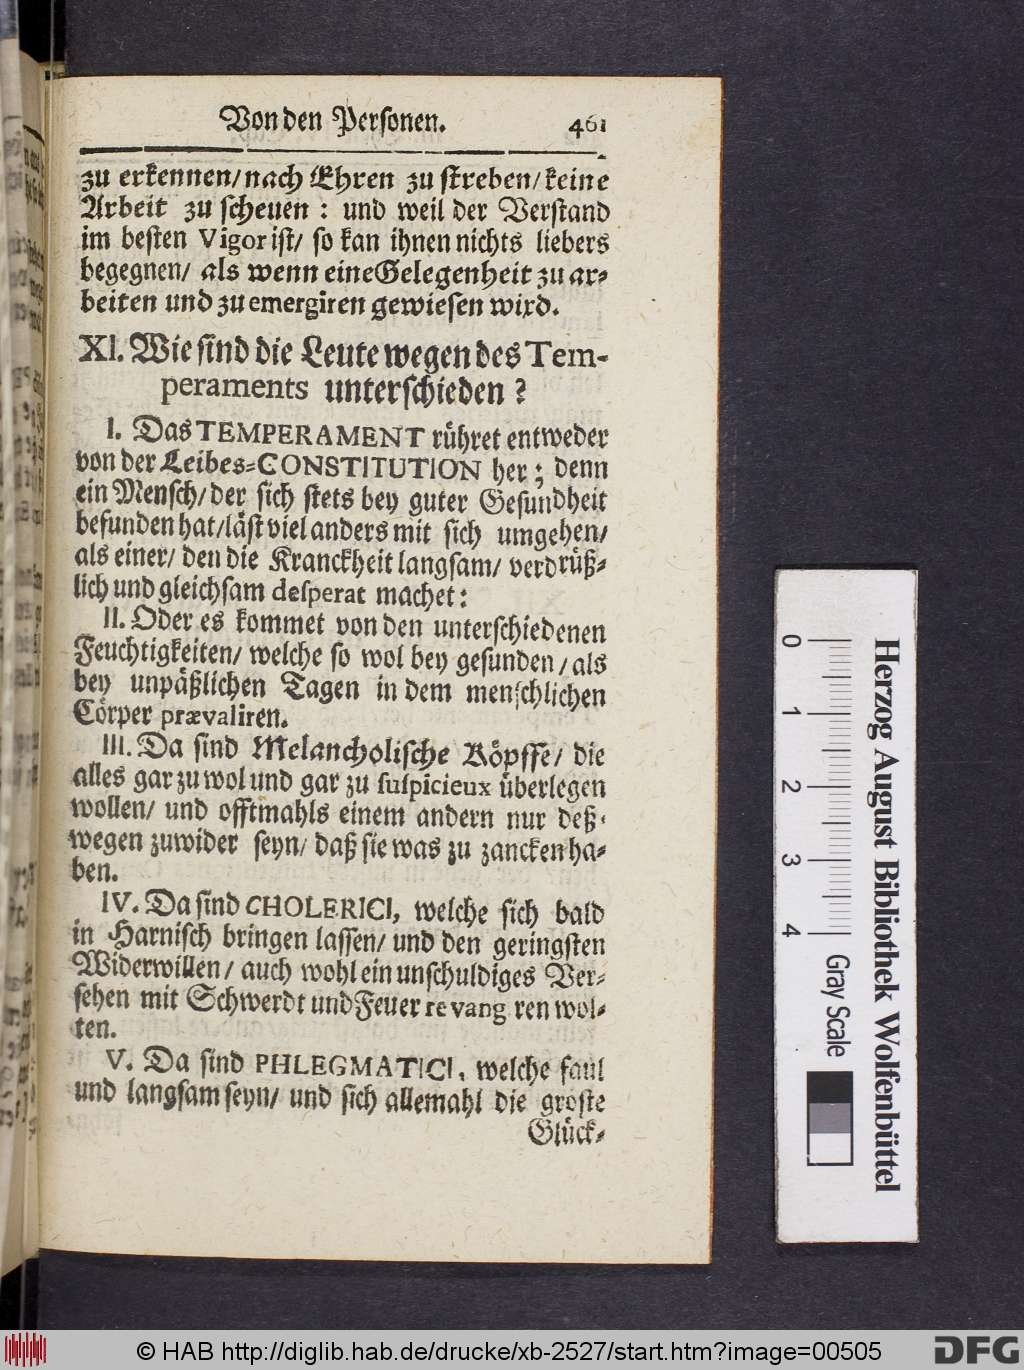 Von den Perſonen. 461
zu erkennen/ nach Ehren zu ſtreben/ keine
Arbeit zu ſcheuen : und weil der Verſtand
im beſten Vigor iſt/ ſo kan ihnen nichts liebers
begegnen/ als wenn eine Gelegenheit zu ar-
beiten und zu emergiren gewieſen wird.
XI. Wie ſind die Leute wegen des Tem-
peraments unterſchieden ?
I. Das TEMPERAMENT rühret entweder
von der Leibes-CONSTITUTION her ; denn
ein Menſch/ der ſich ſtets bey guter Geſundheit
befunden hat/ läſt viel anders mit ſich umgehen/
als einer/ den die Kranckheit langſam/ verdrüß-
lich und gleichſam deſperat machet :
II. Oder es kommet von den unterſchiedenen
Feuchtigkeiten/ welche ſo wol bey geſunden / als
bey unpäßlichen Tagen in dem menſchlichen
Cörper prævaliren.
III. Da ſind Melancholiſche Köpffe/ die
alles gar zu wol und gar zu ſuſpicieux überlegen
wollen/ und offtmahls einem andern nur deß-
wegen zuwider ſeyn/ daß ſie was zu zancken ha-
ben.
IV. Da ſind CHOLERICI, welche ſich bald
in Harniſch bringen laſſen/ und den geringſten
Widerwillen/ auch wohl ein unſchuldiges Ver-
ſehen mit Schwerdt und Feuer revang ren wol-
ten.
V. Da ſind PHLEGMATICI, welche faul
und langſam ſeyn/ und ſich allemahl die gröſte
Glück-
0 1 2 3 4 Gray Scale
Herzog August Bibliothek Wolfenbüttel
© HAB http://diglib.hab.de/drucke/xb-2527/start.htm?image=00505
DFG